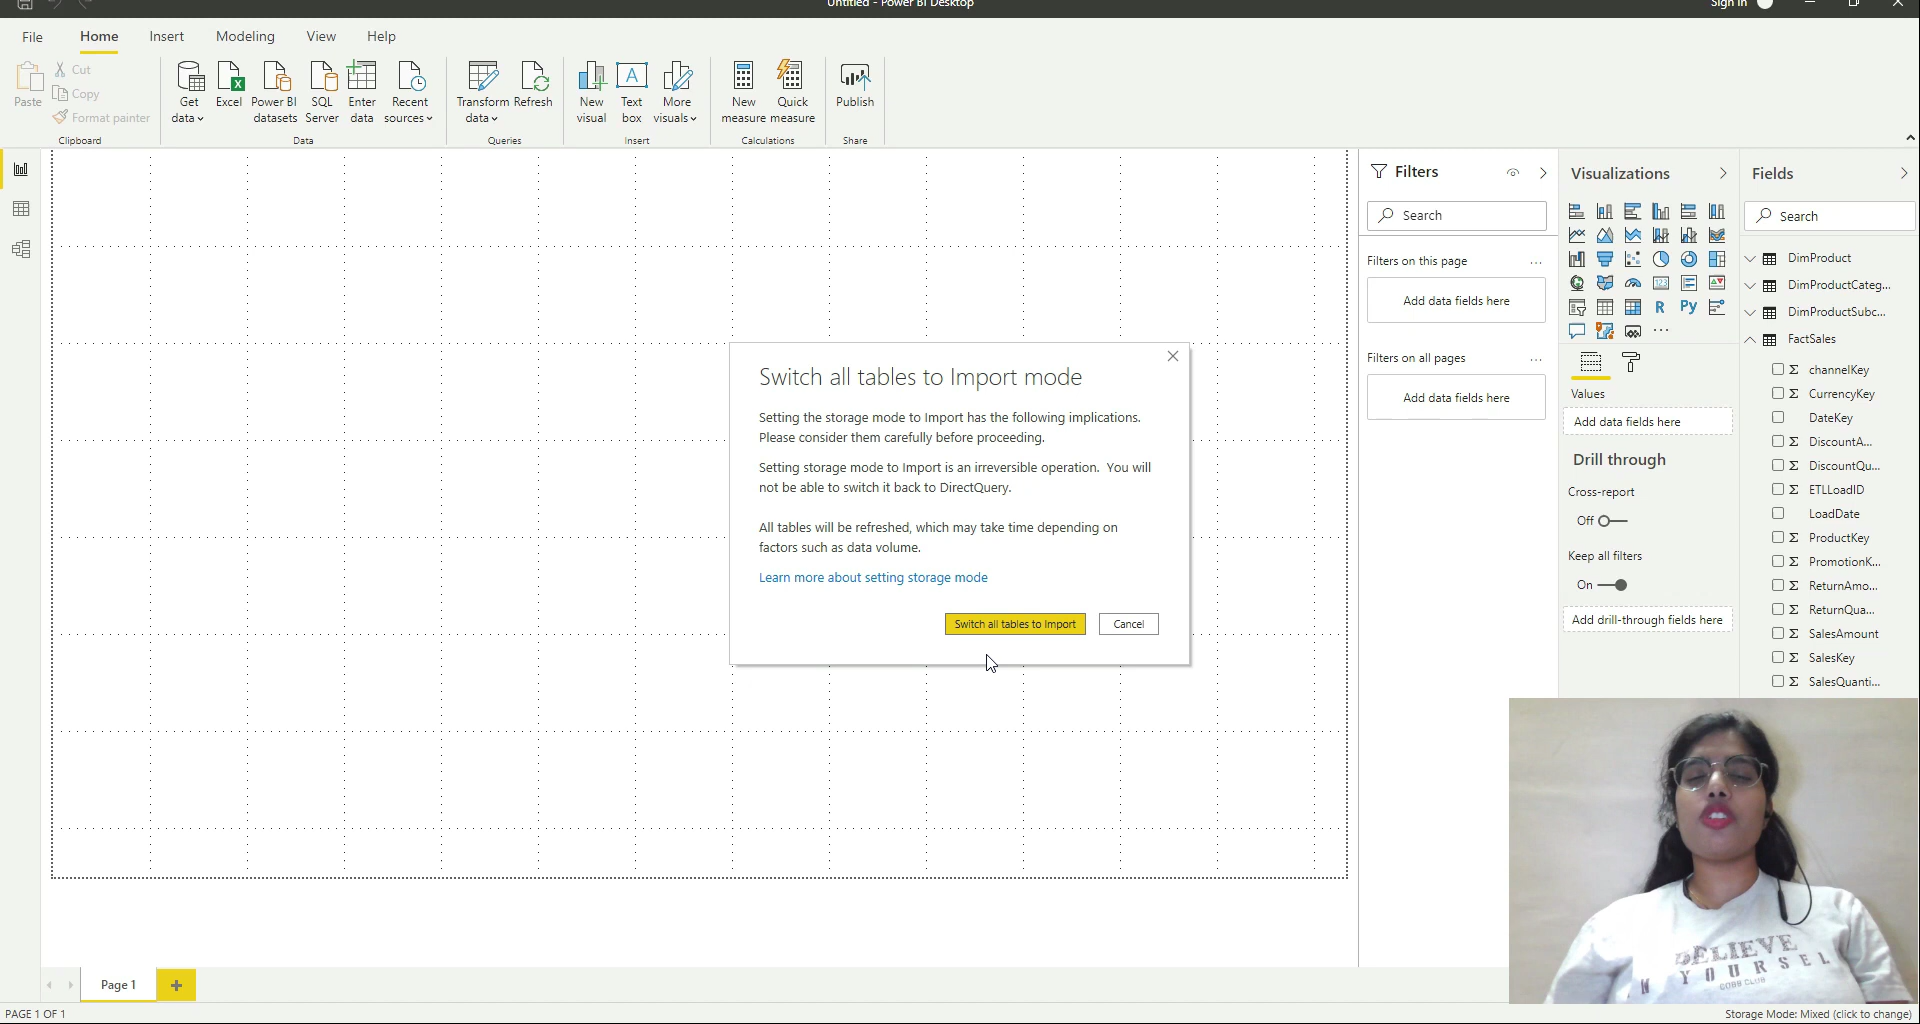 Untitled - Power BI Desktop
Sign in
File
Home
Insert
Modeling
View
Help
Paste
Cut
Copy
Format painter
Clipboard
Get
data
Excel
Power BI
datasets
SQL
Server
Enter
data
Recent
sources
Data
Transform
data
Refresh
Queries
New
visual
A
Text
box
More
visuals
Insert
New
measure
Quick
measure
Calculations
Publish
Share
Filters
Search
Filters on this page
...
Add data fields here
Filters on all pages
...
Add data fields here
Visualizations
123
R
Py
...
Values
Add data fields here
Drill through
Cross-report
Off
Keep all filters
On
Add drill-through fields here
Fields
Search
DimProduct
DimProductCateg...
DimProductSubc...
FactSales
Σ channelKey
Σ CurrencyKey
DateKey
Σ DiscountA...
Σ DiscountQu...
Σ ETLLoadID
LoadDate
Σ ProductKey
Σ PromotionK...
Σ ReturnAmo...
Σ ReturnQua...
Σ SalesAmount
Σ SalesKey
Σ SalesQuanti...
Switch all tables to Import mode
Setting the storage mode to Import has the following implications.
Please consider them carefully before proceeding.
Setting storage mode to Import is an irreversible operation. You will
not be able to switch it back to DirectQuery.
All tables will be refreshed, which may take time depending on
factors such as data volume.
Learn more about setting storage mode
Switch all tables to Import
Cancel
BELIEVE
YOURSEL
Page 1
+
PAGE 1 OF 1
Storage Mode: Mixed (click to change)